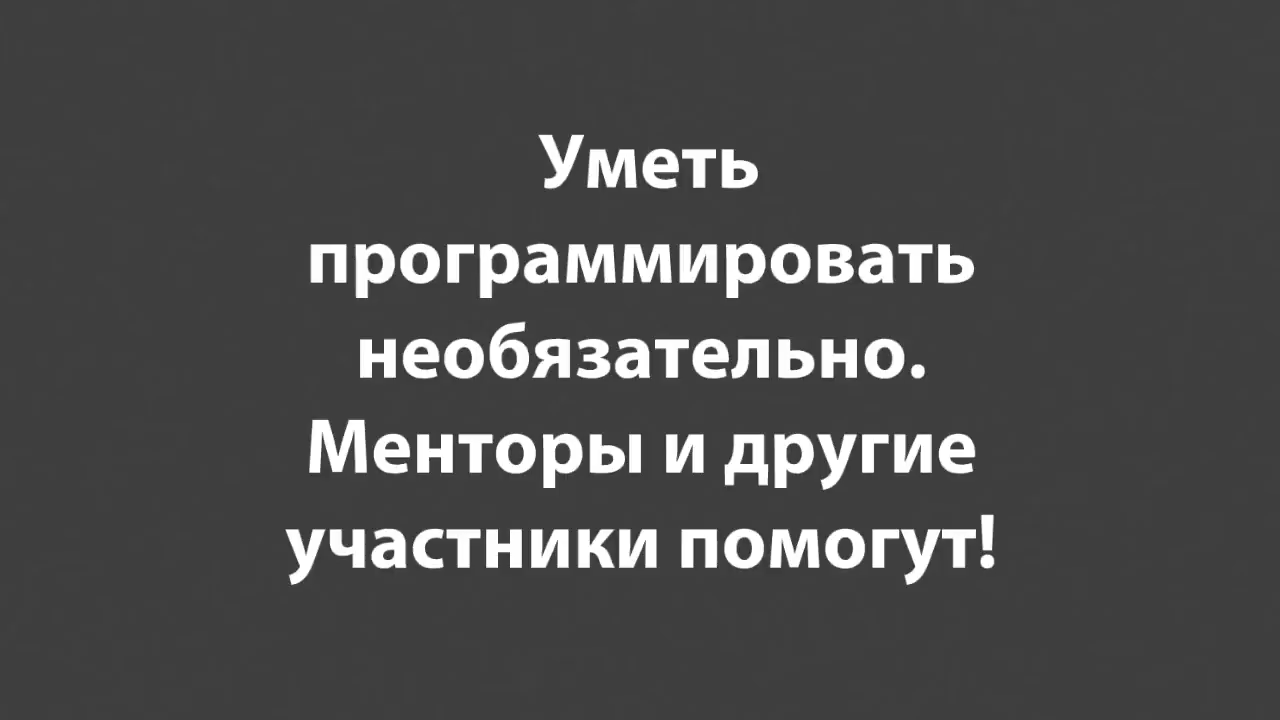 Уметь
программировать
необязательно.
Менторы и другие
участники помогут!